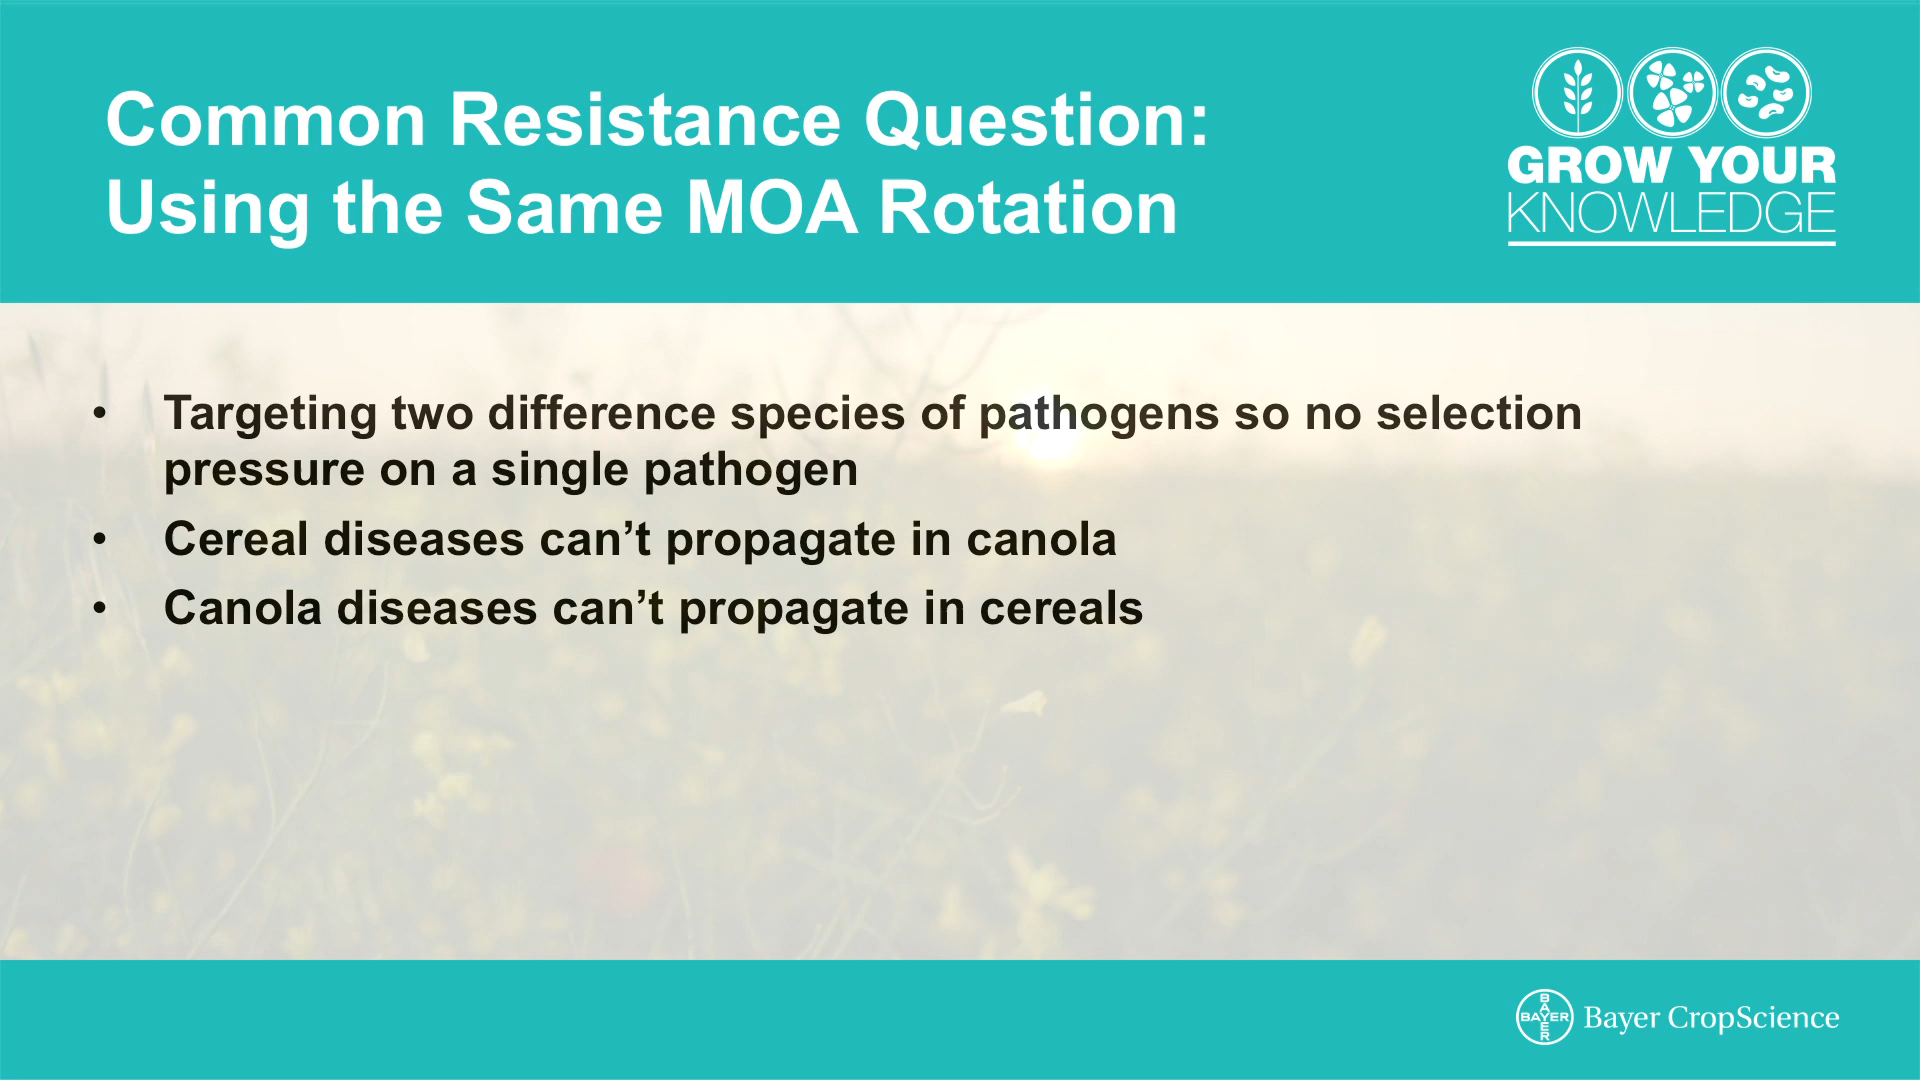 Common Resistance Question:
Using the Same MOA Rotation
GROW YOUR
KNOWLEDGE
• Targeting two difference species of pathogens so no selection
pressure on a single pathogen
• Cereal diseases can’t propagate in canola
• Canola diseases can’t propagate in cereals
BAYER
BAYER
Bayer CropScience